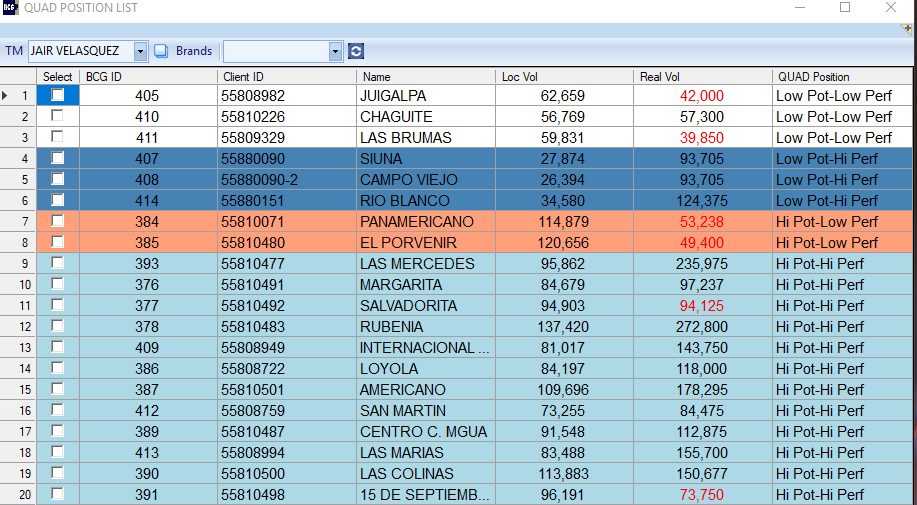 BCG QUAD POSITION LIST
TM JAIR VELASQUEZ Brands
Select BCG ID Client ID Name Loc Vol Real Vol QUAD Position
1 405 55808982 JUIGALPA 62,659 42,000 Low Pot-Low Perf
2 410 55810226 CHAGUITE 56,769 57,300 Low Pot-Low Perf
3 411 55809329 LAS BRUMAS 59,831 39,850 Low Pot-Low Perf
4 407 55880090 SIUNA 27,874 93,705 Low Pot-Hi Perf
5 408 55880090-2 CAMPO VIEJO 26,394 93,705 Low Pot-Hi Perf
6 414 55880151 RIO BLANCO 34,580 124,375 Low Pot-Hi Perf
7 384 55810071 PANAMERICANO 114,879 53,238 Hi Pot-Low Perf
8 385 55810480 EL PORVENIR 120,656 49,400 Hi Pot-Low Perf
9 393 55810477 LAS MERCEDES 95,862 235,975 Hi Pot-Hi Perf
10 376 55810491 MARGARITA 84,679 97,237 Hi Pot-Hi Perf
11 377 55810492 SALVADORITA 94,903 94,125 Hi Pot-Hi Perf
12 378 55810483 RUBENIA 137,420 272,800 Hi Pot-Hi Perf
13 409 55808949 INTERNACIONAL ... 81,017 143,750 Hi Pot-Hi Perf
14 386 55808722 LOYOLA 84,197 118,000 Hi Pot-Hi Perf
15 387 55810501 AMERICANO 109,696 178,295 Hi Pot-Hi Perf
16 412 55808759 SAN MARTIN 73,255 84,475 Hi Pot-Hi Perf
17 389 55810487 CENTRO C. MGUA 91,548 112,875 Hi Pot-Hi Perf
18 413 55808994 LAS MARIAS 83,488 155,700 Hi Pot-Hi Perf
19 390 55810500 LAS COLINAS 113,883 150,677 Hi Pot-Hi Perf
20 391 55810498 15 DE SEPTIEMB... 96,191 73,750 Hi Pot-Hi Perf